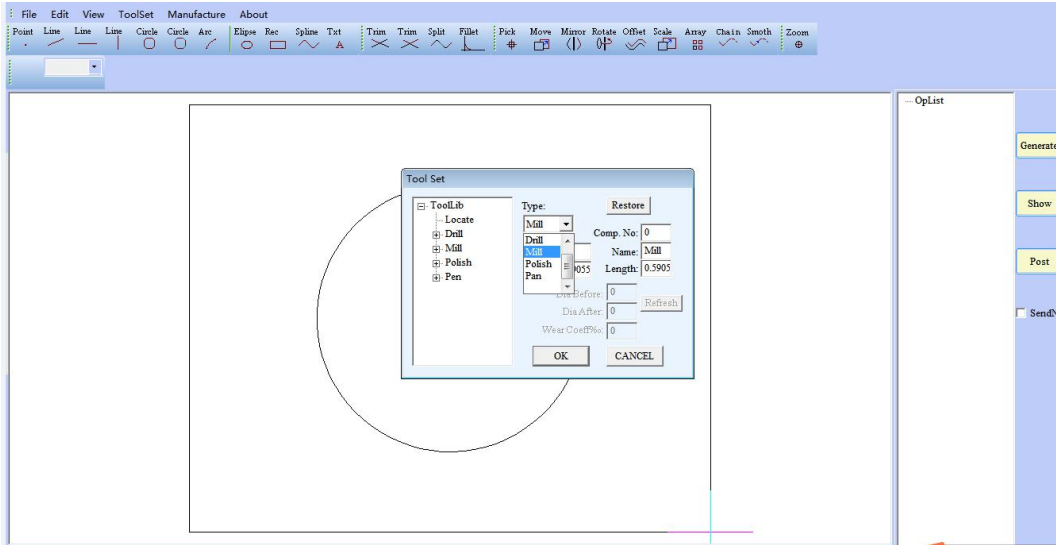 File Edit View ToolSet Manufacture About
Point Line Line Line Circle Circle Arc Elipse Rec Spline Txt Trim Trim Split Fillet Pick Move Mirror Rotate Offset Scale Array Chain Smoth Zoom
OpList
Generate
Show
Post
Tool Set
ToolLib
Locate
Drill
Mill
Polish
Pen
Type:
Restore
Mill
Drill
Mill
Polish
Pan
Comp. No: 0
Name: Mill
Length: 0.5905
Dia Before: 0
Dia After: 0
Refresh
Wear Coeff‰: 0
OK CANCEL